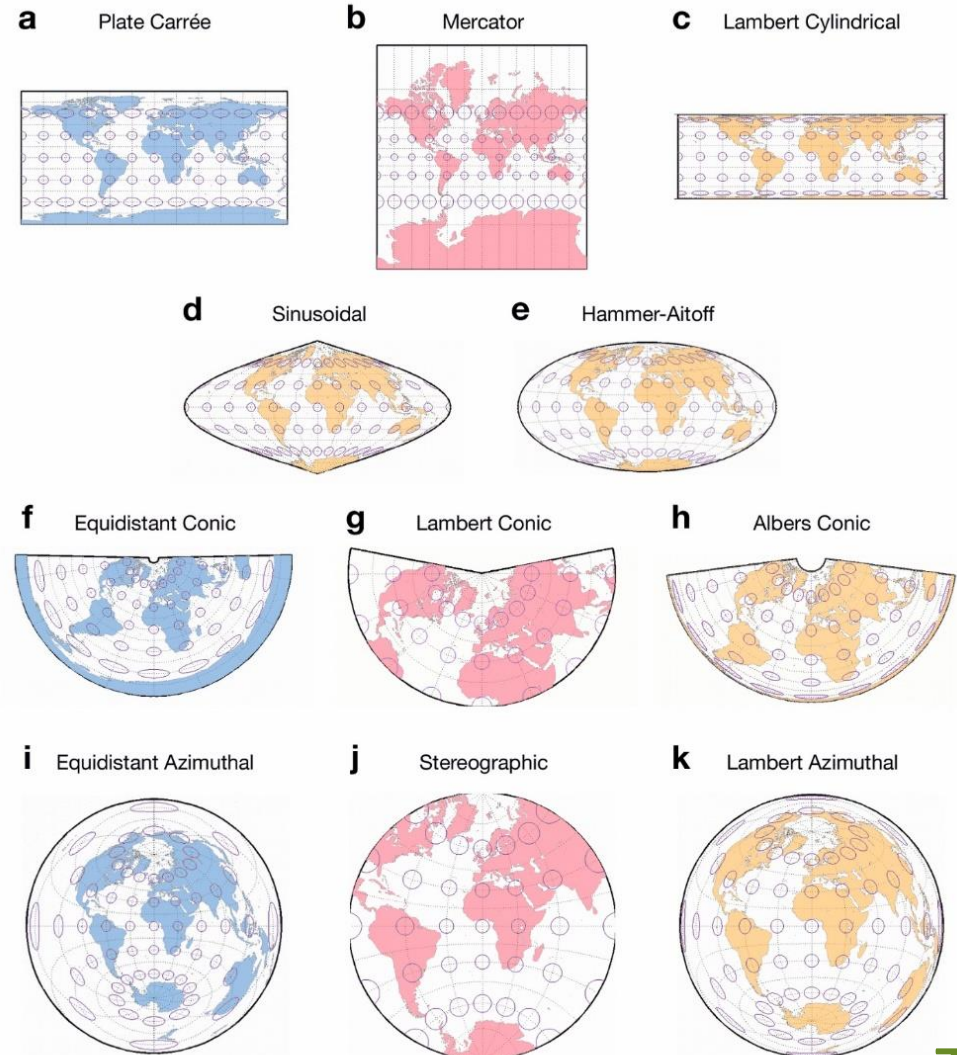 a Plate Carrée
b Mercator
c Lambert Cylindrical
d Sinusoidal
e Hammer-Aitoff
f Equidistant Conic
g Lambert Conic
h Albers Conic
i Equidistant Azimuthal
j Stereographic
k Lambert Azimuthal